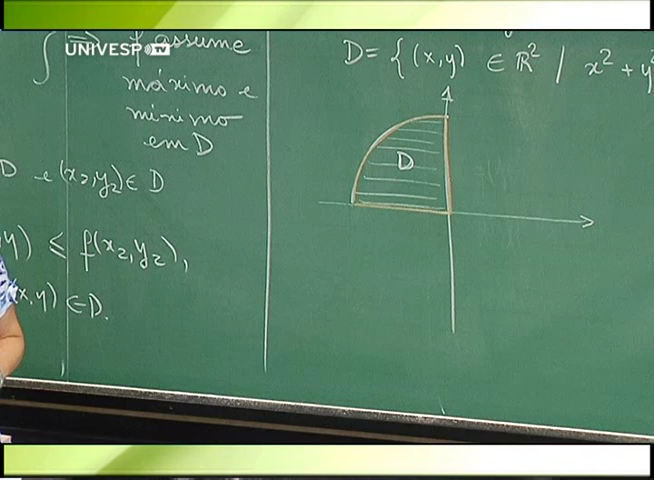 UNIVESP TV
⇒ f assume
máximo e
mínimo
em D
D e (x₂,y₂) ∈ D
y) ≤ f(x₂,y₂),
(x,y) ∈ D.
D = { (x,y) ∈ ℝ² / x² + y²
D